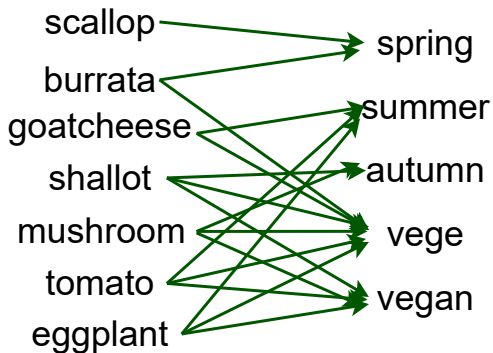 scallop
burrata
goatcheese
shallot
mushroom
tomato
eggplant
spring
summer
autumn
vege
vegan